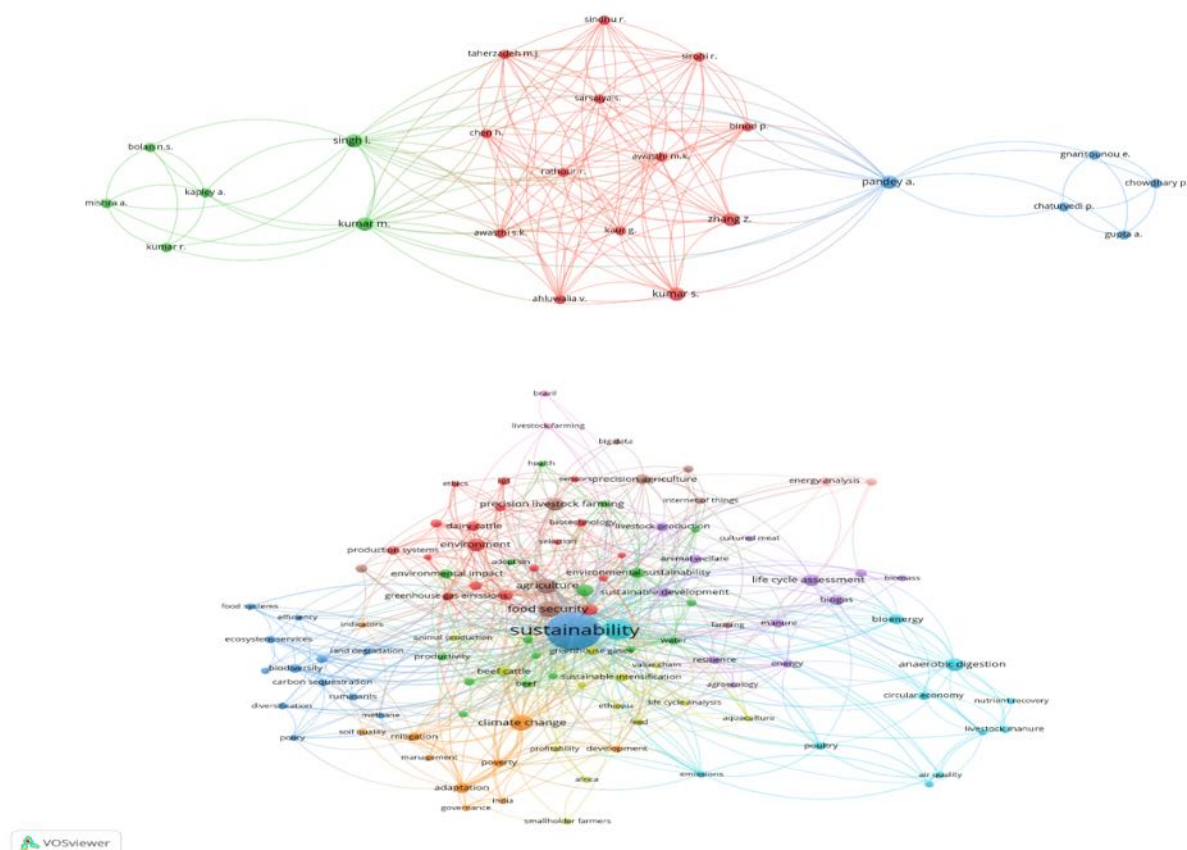 sindhu r.
taherzadeh m.j.
sirohi r.
sarsaiya s.
binod p.
chen h.
singh l.
bolan n.s.
awasthi m.k.
gnansounou e.
rathour r.
pandey a.
chowdhary p.
kapley a.
mishra a.
chaturvedi p.
zhang z.
kumar m.
awasthi s.k.
kaur g.
gupta a.
kumar r.
kumar s.
ahluwalia v.
brazil
livestock farming
big data
health
sensors
precision agriculture
energy analysis
ethics
internet of things
precision livestock farming
biotechnology
livestock production
dairy cattle
cultured meat
environment
selection
production systems
animal welfare
environmental impact
environmental sustainability
life cycle assessment
biomass
agriculture
sustainable development
greenhouse gas emissions
biogas
food systems
food security
efficiency
indicators
farming
manure
bioenergy
sustainability
ecosystem services
animal production
water
land degradation
productivity
greenhouse gases
resilience
value chain
energy
anaerobic digestion
biodiversity
beef cattle
sustainable intensification
carbon sequestration
beef
agroecology
ruminants
circular economy
nutrient recovery
diversification
ethiopia
life cycle analysis
methane
climate change
feed
aquaculture
livestock manure
soil quality
policy
mitigation
profitability
development
poultry
management
poverty
emissions
air quality
africa
adaptation
india
governance
smallholder farmers
VOSviewer